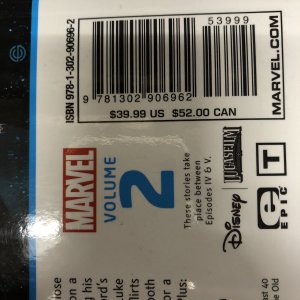 53999
ISBN 978-1-302-90696-2
9 781302 906962
$39.99 US $52.00 CAN
MARVEL.COM
MARVEL
VOLUME
2
These stories take
place between
Episodes IV & V.
Disney
LUCASFILM
e T
EPIC